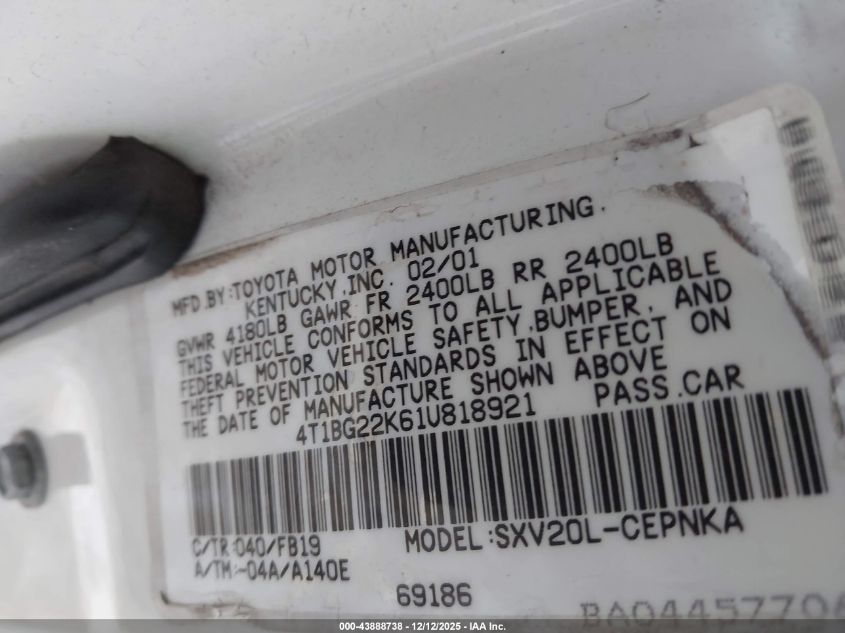 MFD.BY:TOYOTA MOTOR MANUFACTURING.
KENTUCKY,INC. 02/01
GVWR 4180LB GAWR FR 2400LB RR 2400LB
THIS VEHICLE CONFORMS TO ALL APPLICABLE
FEDERAL MOTOR VEHICLE SAFETY,BUMPER, AND
THEFT PREVENTION STANDARDS IN EFFECT ON
THE DATE OF MANUFACTURE SHOWN ABOVE
4T1BG22K61U818921 PASS.CAR
C/TR:040/FB19 MODEL:SXV20L-CEPNKA
A/TM:-04A/A140E
69186
000-43888738 - 12/12/2025 - IAA Inc.